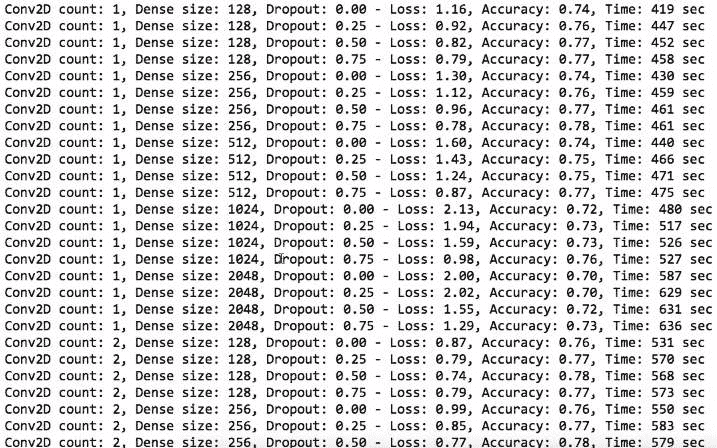 Conv2D count: 1, Dense size: 128, Dropout: 0.00 - Loss: 1.16, Accuracy: 0.74, Time: 419 sec
Conv2D count: 1, Dense size: 128, Dropout: 0.25 - Loss: 0.92, Accuracy: 0.76, Time: 447 sec
Conv2D count: 1, Dense size: 128, Dropout: 0.50 - Loss: 0.82, Accuracy: 0.77, Time: 452 sec
Conv2D count: 1, Dense size: 128, Dropout: 0.75 - Loss: 0.79, Accuracy: 0.77, Time: 458 sec
Conv2D count: 1, Dense size: 256, Dropout: 0.00 - Loss: 1.30, Accuracy: 0.74, Time: 430 sec
Conv2D count: 1, Dense size: 256, Dropout: 0.25 - Loss: 1.12, Accuracy: 0.76, Time: 459 sec
Conv2D count: 1, Dense size: 256, Dropout: 0.50 - Loss: 0.96, Accuracy: 0.77, Time: 461 sec
Conv2D count: 1, Dense size: 256, Dropout: 0.75 - Loss: 0.78, Accuracy: 0.78, Time: 461 sec
Conv2D count: 1, Dense size: 512, Dropout: 0.00 - Loss: 1.60, Accuracy: 0.74, Time: 440 sec
Conv2D count: 1, Dense size: 512, Dropout: 0.25 - Loss: 1.43, Accuracy: 0.75, Time: 466 sec
Conv2D count: 1, Dense size: 512, Dropout: 0.50 - Loss: 1.24, Accuracy: 0.75, Time: 471 sec
Conv2D count: 1, Dense size: 512, Dropout: 0.75 - Loss: 0.87, Accuracy: 0.77, Time: 475 sec
Conv2D count: 1, Dense size: 1024, Dropout: 0.00 - Loss: 2.13, Accuracy: 0.72, Time: 480 sec
Conv2D count: 1, Dense size: 1024, Dropout: 0.25 - Loss: 1.94, Accuracy: 0.73, Time: 517 sec
Conv2D count: 1, Dense size: 1024, Dropout: 0.50 - Loss: 1.59, Accuracy: 0.73, Time: 526 sec
Conv2D count: 1, Dense size: 1024, Dropout: 0.75 - Loss: 0.98, Accuracy: 0.76, Time: 527 sec
Conv2D count: 1, Dense size: 2048, Dropout: 0.00 - Loss: 2.00, Accuracy: 0.70, Time: 587 sec
Conv2D count: 1, Dense size: 2048, Dropout: 0.25 - Loss: 2.02, Accuracy: 0.70, Time: 629 sec
Conv2D count: 1, Dense size: 2048, Dropout: 0.50 - Loss: 1.55, Accuracy: 0.72, Time: 631 sec
Conv2D count: 1, Dense size: 2048, Dropout: 0.75 - Loss: 1.29, Accuracy: 0.73, Time: 636 sec
Conv2D count: 2, Dense size: 128, Dropout: 0.00 - Loss: 0.87, Accuracy: 0.76, Time: 531 sec
Conv2D count: 2, Dense size: 128, Dropout: 0.25 - Loss: 0.79, Accuracy: 0.77, Time: 570 sec
Conv2D count: 2, Dense size: 128, Dropout: 0.50 - Loss: 0.74, Accuracy: 0.78, Time: 568 sec
Conv2D count: 2, Dense size: 128, Dropout: 0.75 - Loss: 0.79, Accuracy: 0.77, Time: 573 sec
Conv2D count: 2, Dense size: 256, Dropout: 0.00 - Loss: 0.99, Accuracy: 0.76, Time: 550 sec
Conv2D count: 2, Dense size: 256, Dropout: 0.25 - Loss: 0.85, Accuracy: 0.77, Time: 583 sec
Conv2D count: 2, Dense size: 256, Dropout: 0.50 - Loss: 0.77, Accuracy: 0.78, Time: 579 sec